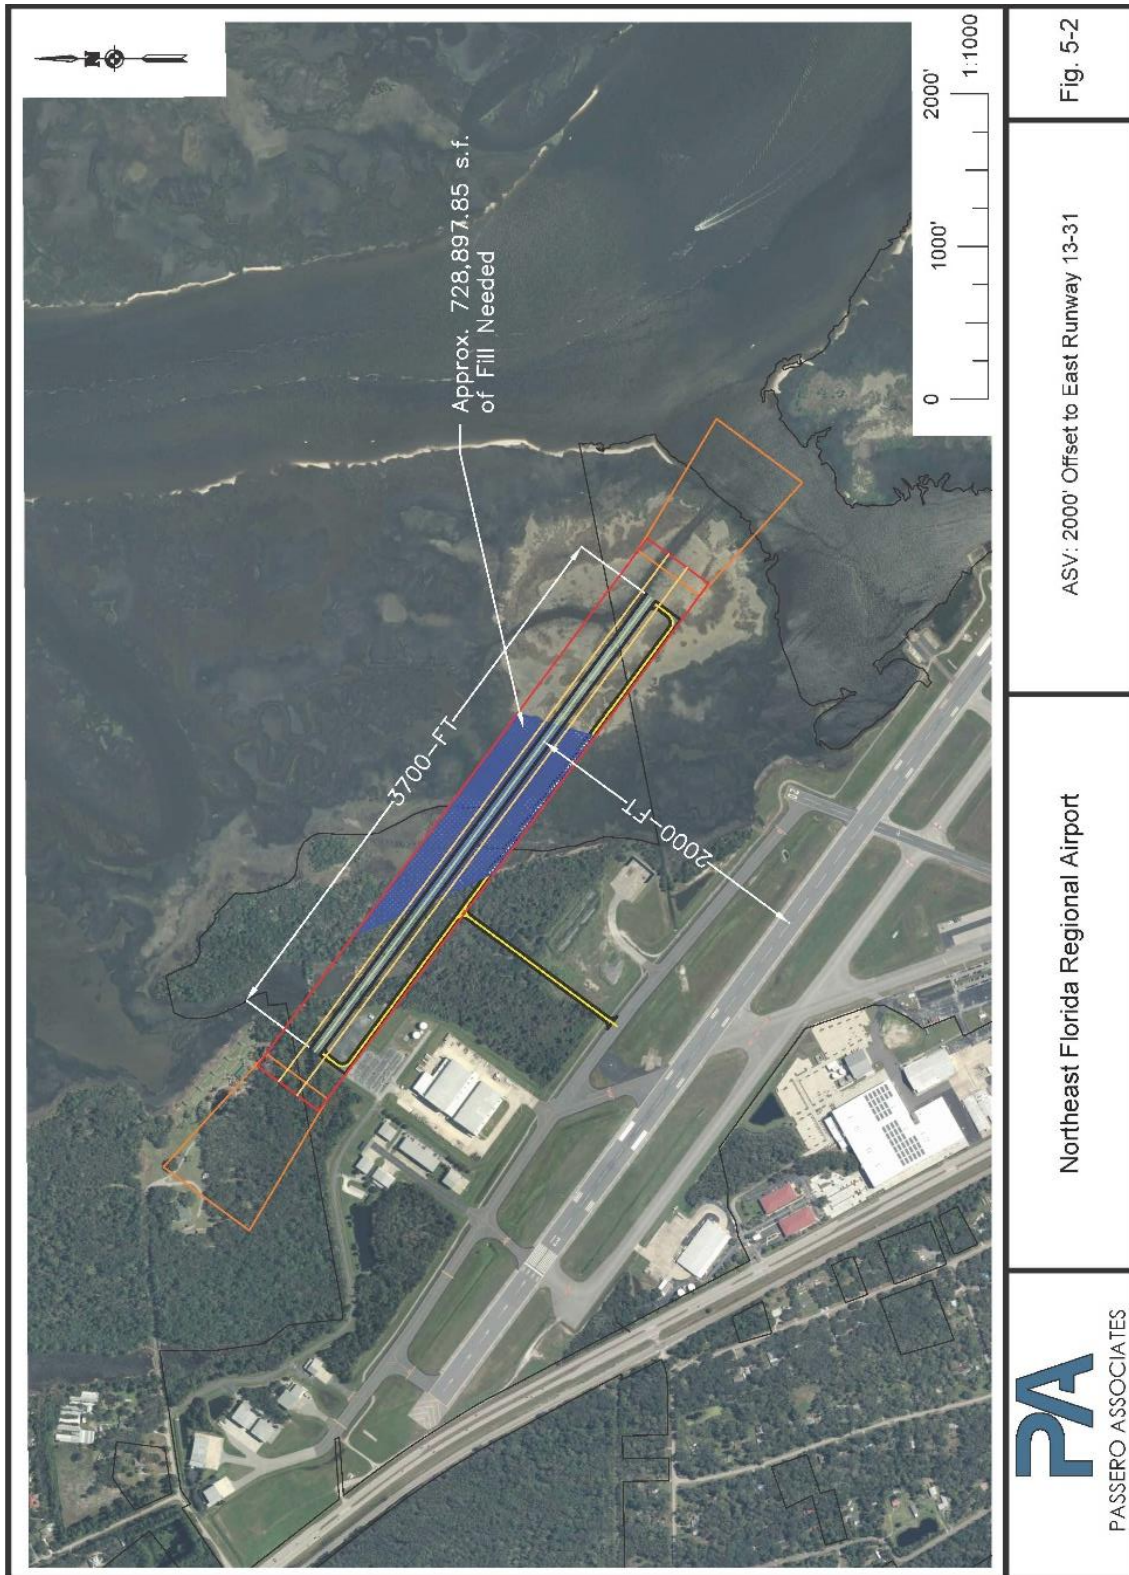 N
Approx. 728,897.85 s.f.
of Fill Needed
3700-FT
2000-FT
0
1000'
2000'
1:1000
PA
PASSERO ASSOCIATES
Northeast Florida Regional Airport
ASV: 2000' Offset to East Runway 13-31
Fig. 5-2